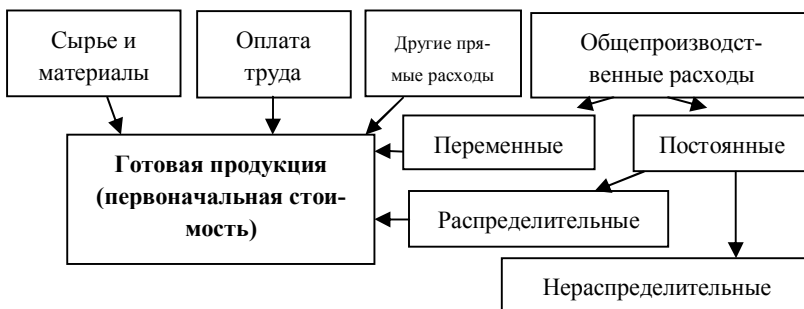 Сырье и
материалы
Оплата
труда
Другие пря-
мые расходы
Общепроизводст-
венные расходы
Готовая продукция
(первоначальная стои-
мость)
Переменные
Постоянные
Распределительные
Нераспределительные